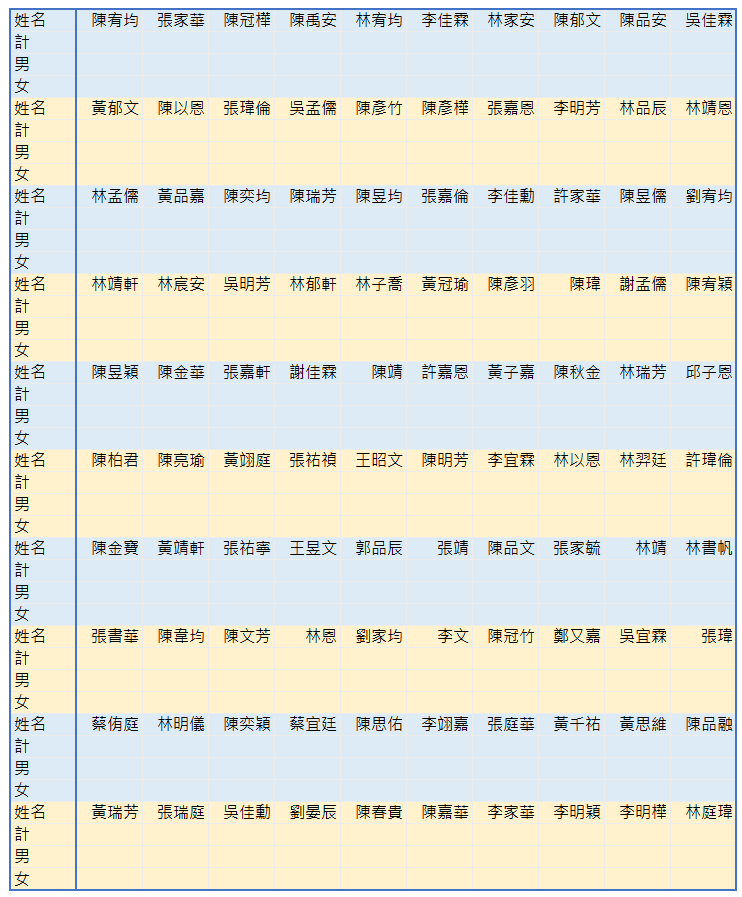 姓名 陳宥均 張家華 陳冠樺 陳禹安 林宥均 李佳霖 林家安 陳郁文 陳品安 吳佳霖
計
男
女
姓名 黃郁文 陳以恩 張瑋倫 吳孟儒 陳彥竹 陳彥樺 張嘉恩 李明芳 林品辰 林靖恩
計
男
女
姓名 林孟儒 黃品嘉 陳奕均 陳瑞芳 陳昱均 張嘉倫 李佳勳 許家華 陳昱儒 劉宥均
計
男
女
姓名 林靖軒 林宸安 吳明芳 林郁軒 林子喬 黃冠瑜 陳彥羽 陳瑋 謝孟儒 陳宥穎
計
男
女
姓名 陳昱穎 陳金華 張嘉軒 謝佳霖 陳靖 許嘉恩 黃子嘉 陳秋金 林瑞芳 邱子恩
計
男
女
姓名 陳柏君 陳亮瑜 黃翊庭 張祐禎 王昭文 陳明芳 李宜霖 林以恩 林羿廷 許瑋倫
計
男
女
姓名 陳金寶 黃靖軒 張祐寧 王昱文 郭品辰 張靖 陳品文 張家毓 林靖 林書帆
計
男
女
姓名 張書華 陳韋均 陳文芳 林恩 劉家均 李文 陳冠竹 鄭又嘉 吳宜霖 張瑋
計
男
女
姓名 蔡侑庭 林明儀 陳奕穎 蔡宜廷 陳思佑 李翊嘉 張庭華 黃千祐 黃思維 陳品融
計
男
女
姓名 黃瑞芳 張瑞庭 吳佳勳 劉晏辰 陳春貴 陳嘉華 李家華 李明穎 李明樺 林庭瑋
計
男
女